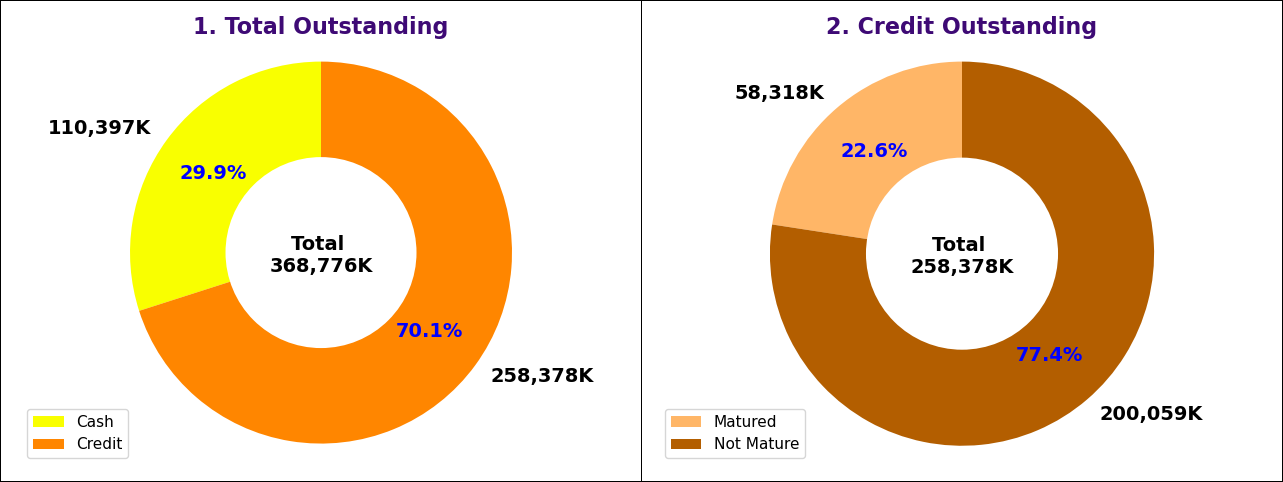 1. Total Outstanding
110,397K
29.9%
Total
368,776K
70.1%
258,378K
Cash
Credit
2. Credit Outstanding
58,318K
22.6%
Total
258,378K
77.4%
200,059K
Matured
Not Mature